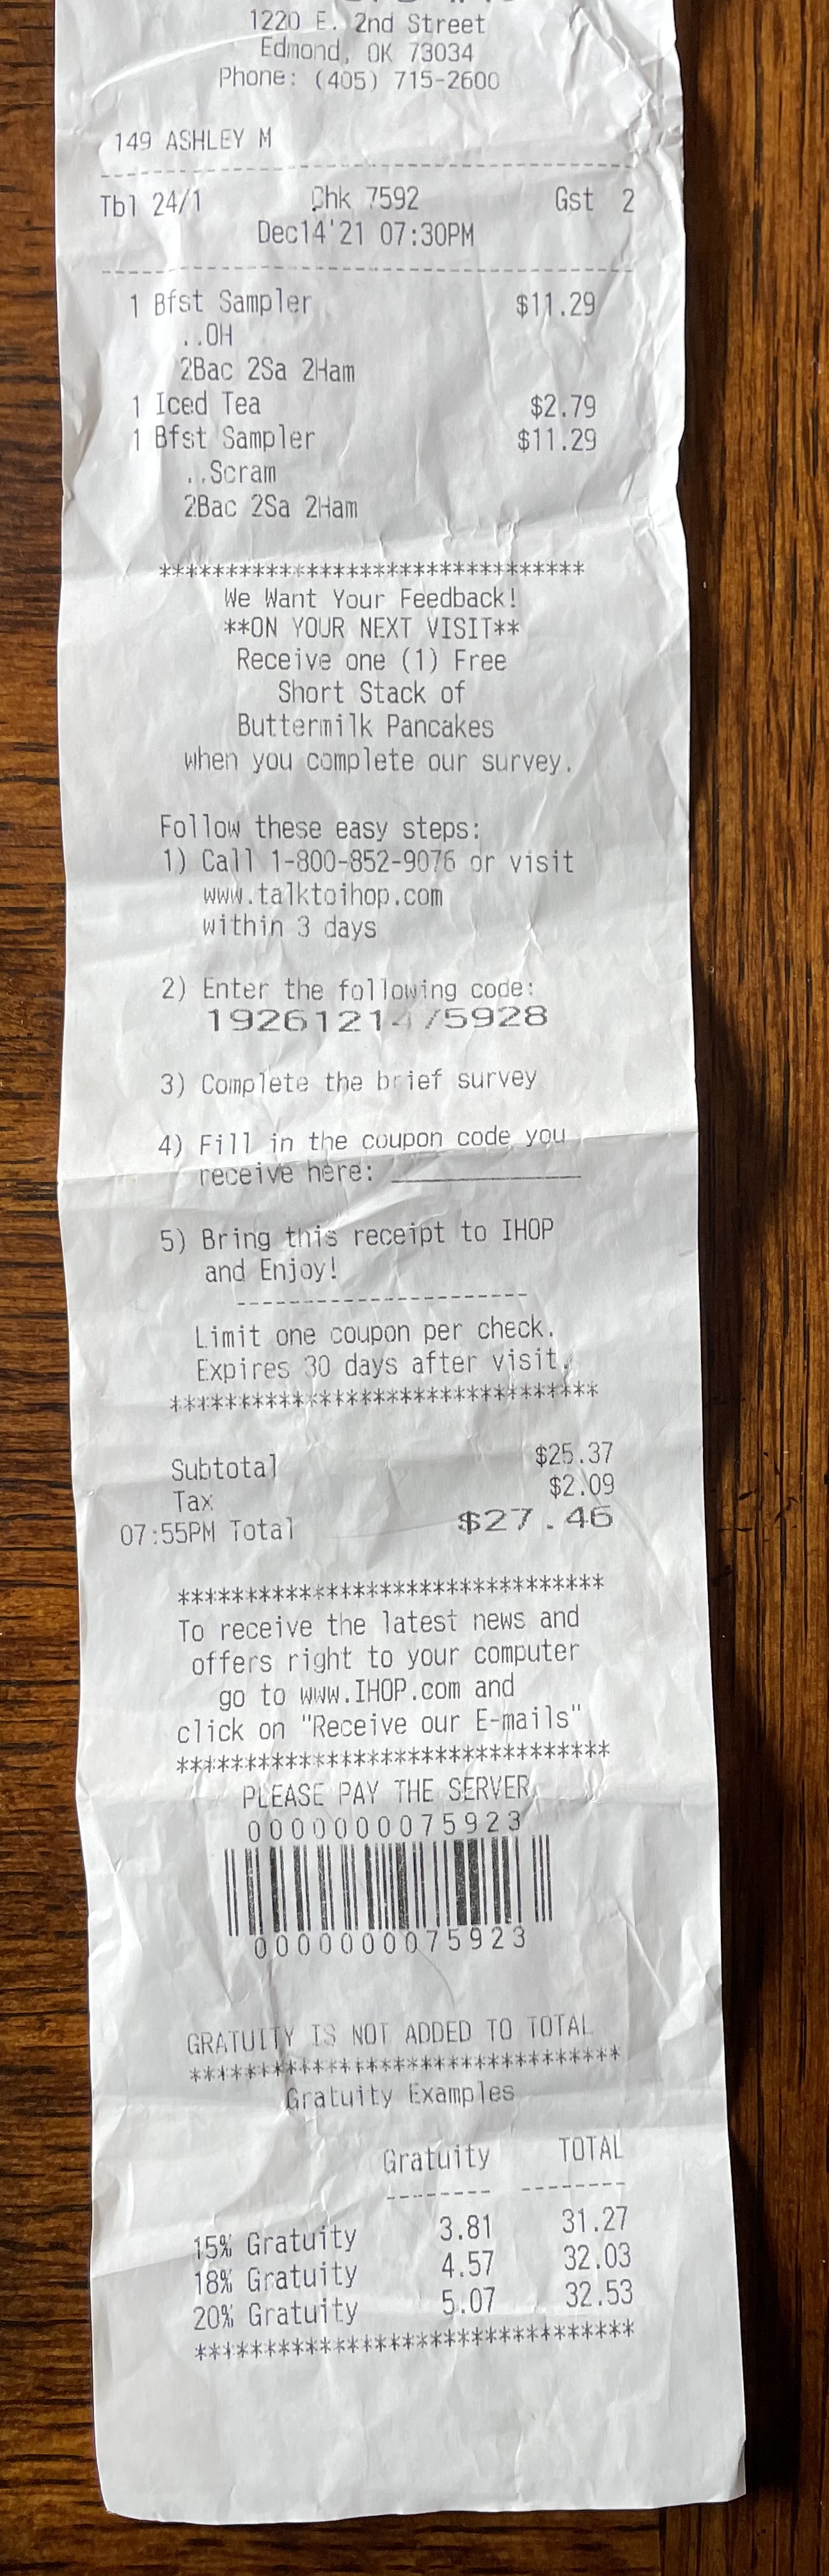 1220 E. 2nd Street
Edmond, OK 73034
Phone: (405) 715-2600
149 ASHLEY M
Tbl 24/1 Chk 7592 Gst 2
Dec14'21 07:30PM
1 Bfst Sampler $11.29
..OH
2Bac 2Sa 2Ham
1 Iced Tea $2.79
1 Bfst Sampler $11.29
..Scram
2Bac 2Sa 2Ham
*******************************
We Want Your Feedback!
**ON YOUR NEXT VISIT**
Receive one (1) Free
Short Stack of
Buttermilk Pancakes
when you complete our survey.
Follow these easy steps:
1) Call 1-800-852-9076 or visit
www.talktoihop.com
within 3 days
2) Enter the following code:
1926121475928
3) Complete the brief survey
4) Fill in the coupon code you
receive here: ______________
5) Bring this receipt to IHOP
and Enjoy!
----------------------
Limit one coupon per check.
Expires 30 days after visit.
*******************************
Subtotal $25.37
Tax $2.09
07:55PM Total $27.46
*******************************
To receive the latest news and
offers right to your computer
go to www.IHOP.com and
click on "Receive our E-mails"
*******************************
PLEASE PAY THE SERVER
0000000075923
0000000075923
GRATUITY IS NOT ADDED TO TOTAL
*******************************
Gratuity Examples
Gratuity TOTAL
-------- --------
15% Gratuity 3.81 31.27
18% Gratuity 4.57 32.03
20% Gratuity 5.07 32.53
*******************************